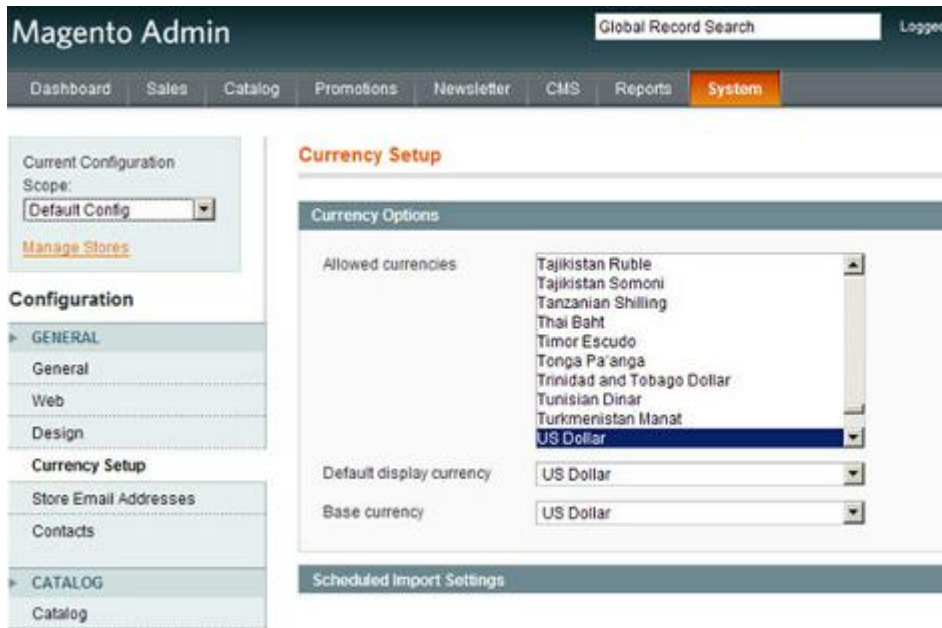 Magento Admin
Global Record Search
Logged
Dashboard Sales Catalog Promotions Newsletter CMS Reports System
Current Configuration
Scope:
Default Config
Manage Stores
Configuration
GENERAL
General
Web
Design
Currency Setup
Store Email Addresses
Contacts
CATALOG
Catalog
Currency Setup
Currency Options
Allowed currencies
Tajikistan Ruble
Tajikistan Somoni
Tanzanian Shilling
Thai Baht
Timor Escudo
Tonga Pa'anga
Trinidad and Tobago Dollar
Tunisian Dinar
Turkmenistan Manat
US Dollar
Default display currency US Dollar
Base currency US Dollar
Scheduled Import Settings